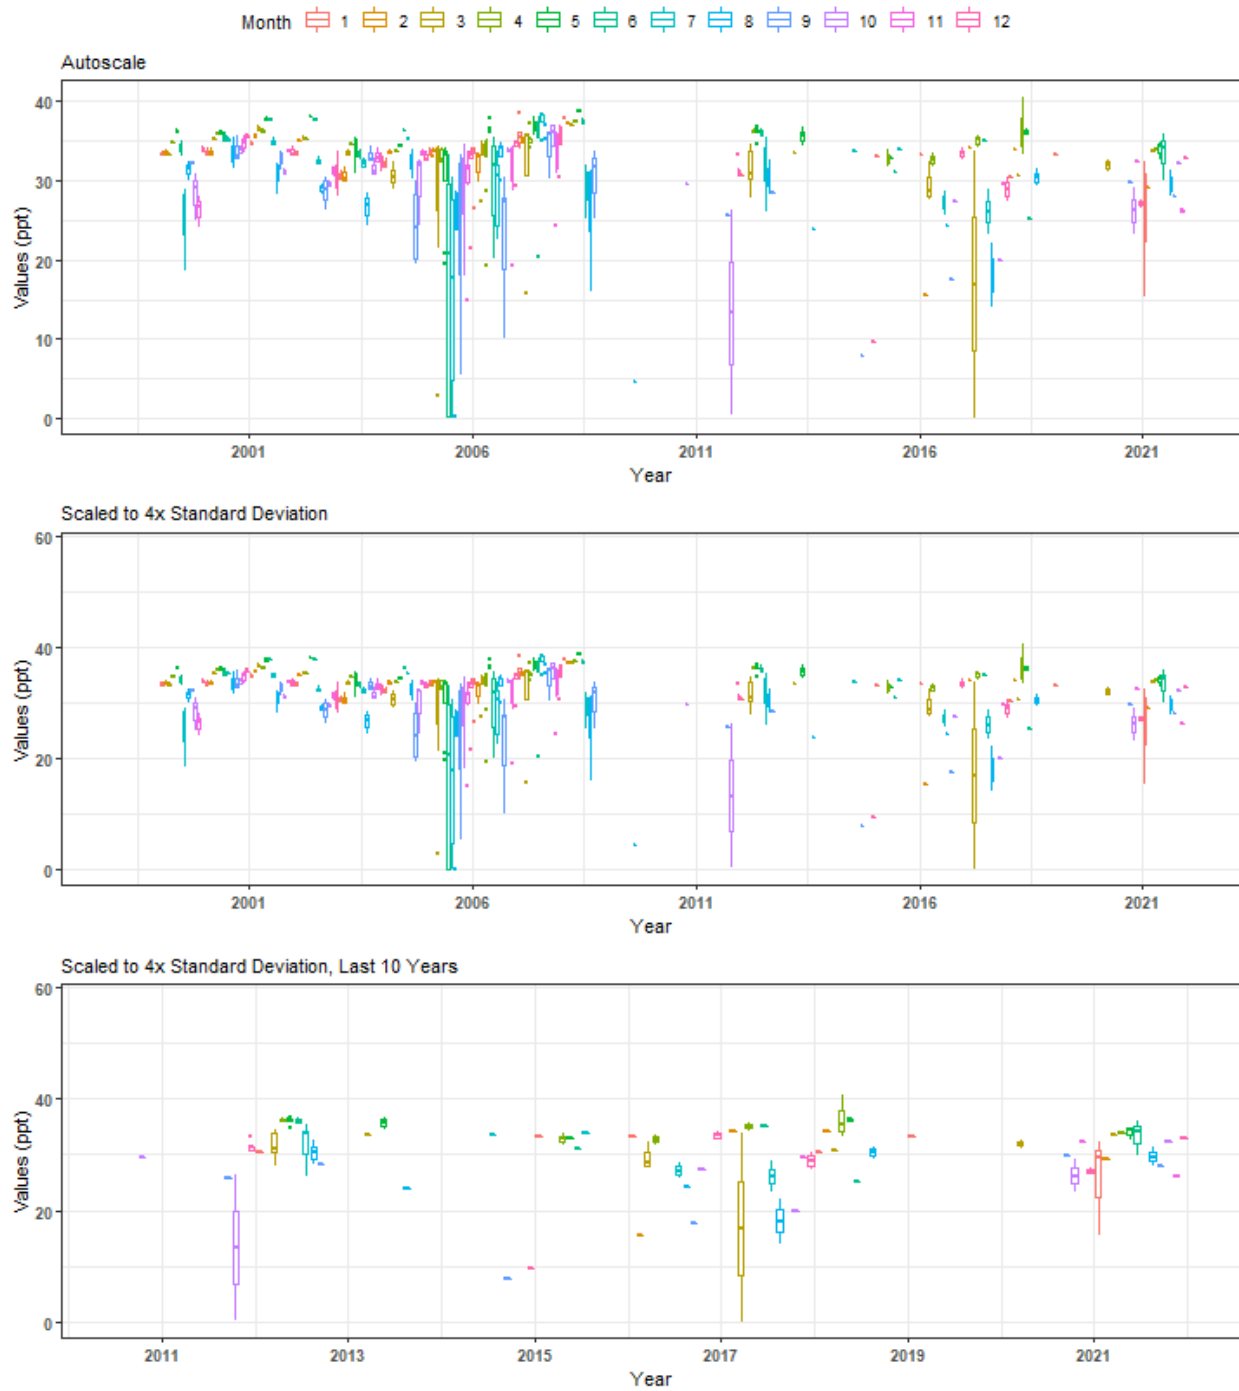 Month 1 2 3 4 5 6 7 8 9 10 11 12
Autoscale
40
30
20
10
0
Values (ppt)
2001 2006 2011 2016 2021
Year
Scaled to 4x Standard Deviation
60
40
20
0
Values (ppt)
2001 2006 2011 2016 2021
Year
Scaled to 4x Standard Deviation, Last 10 Years
60
40
20
0
Values (ppt)
2011 2013 2015 2017 2019 2021
Year